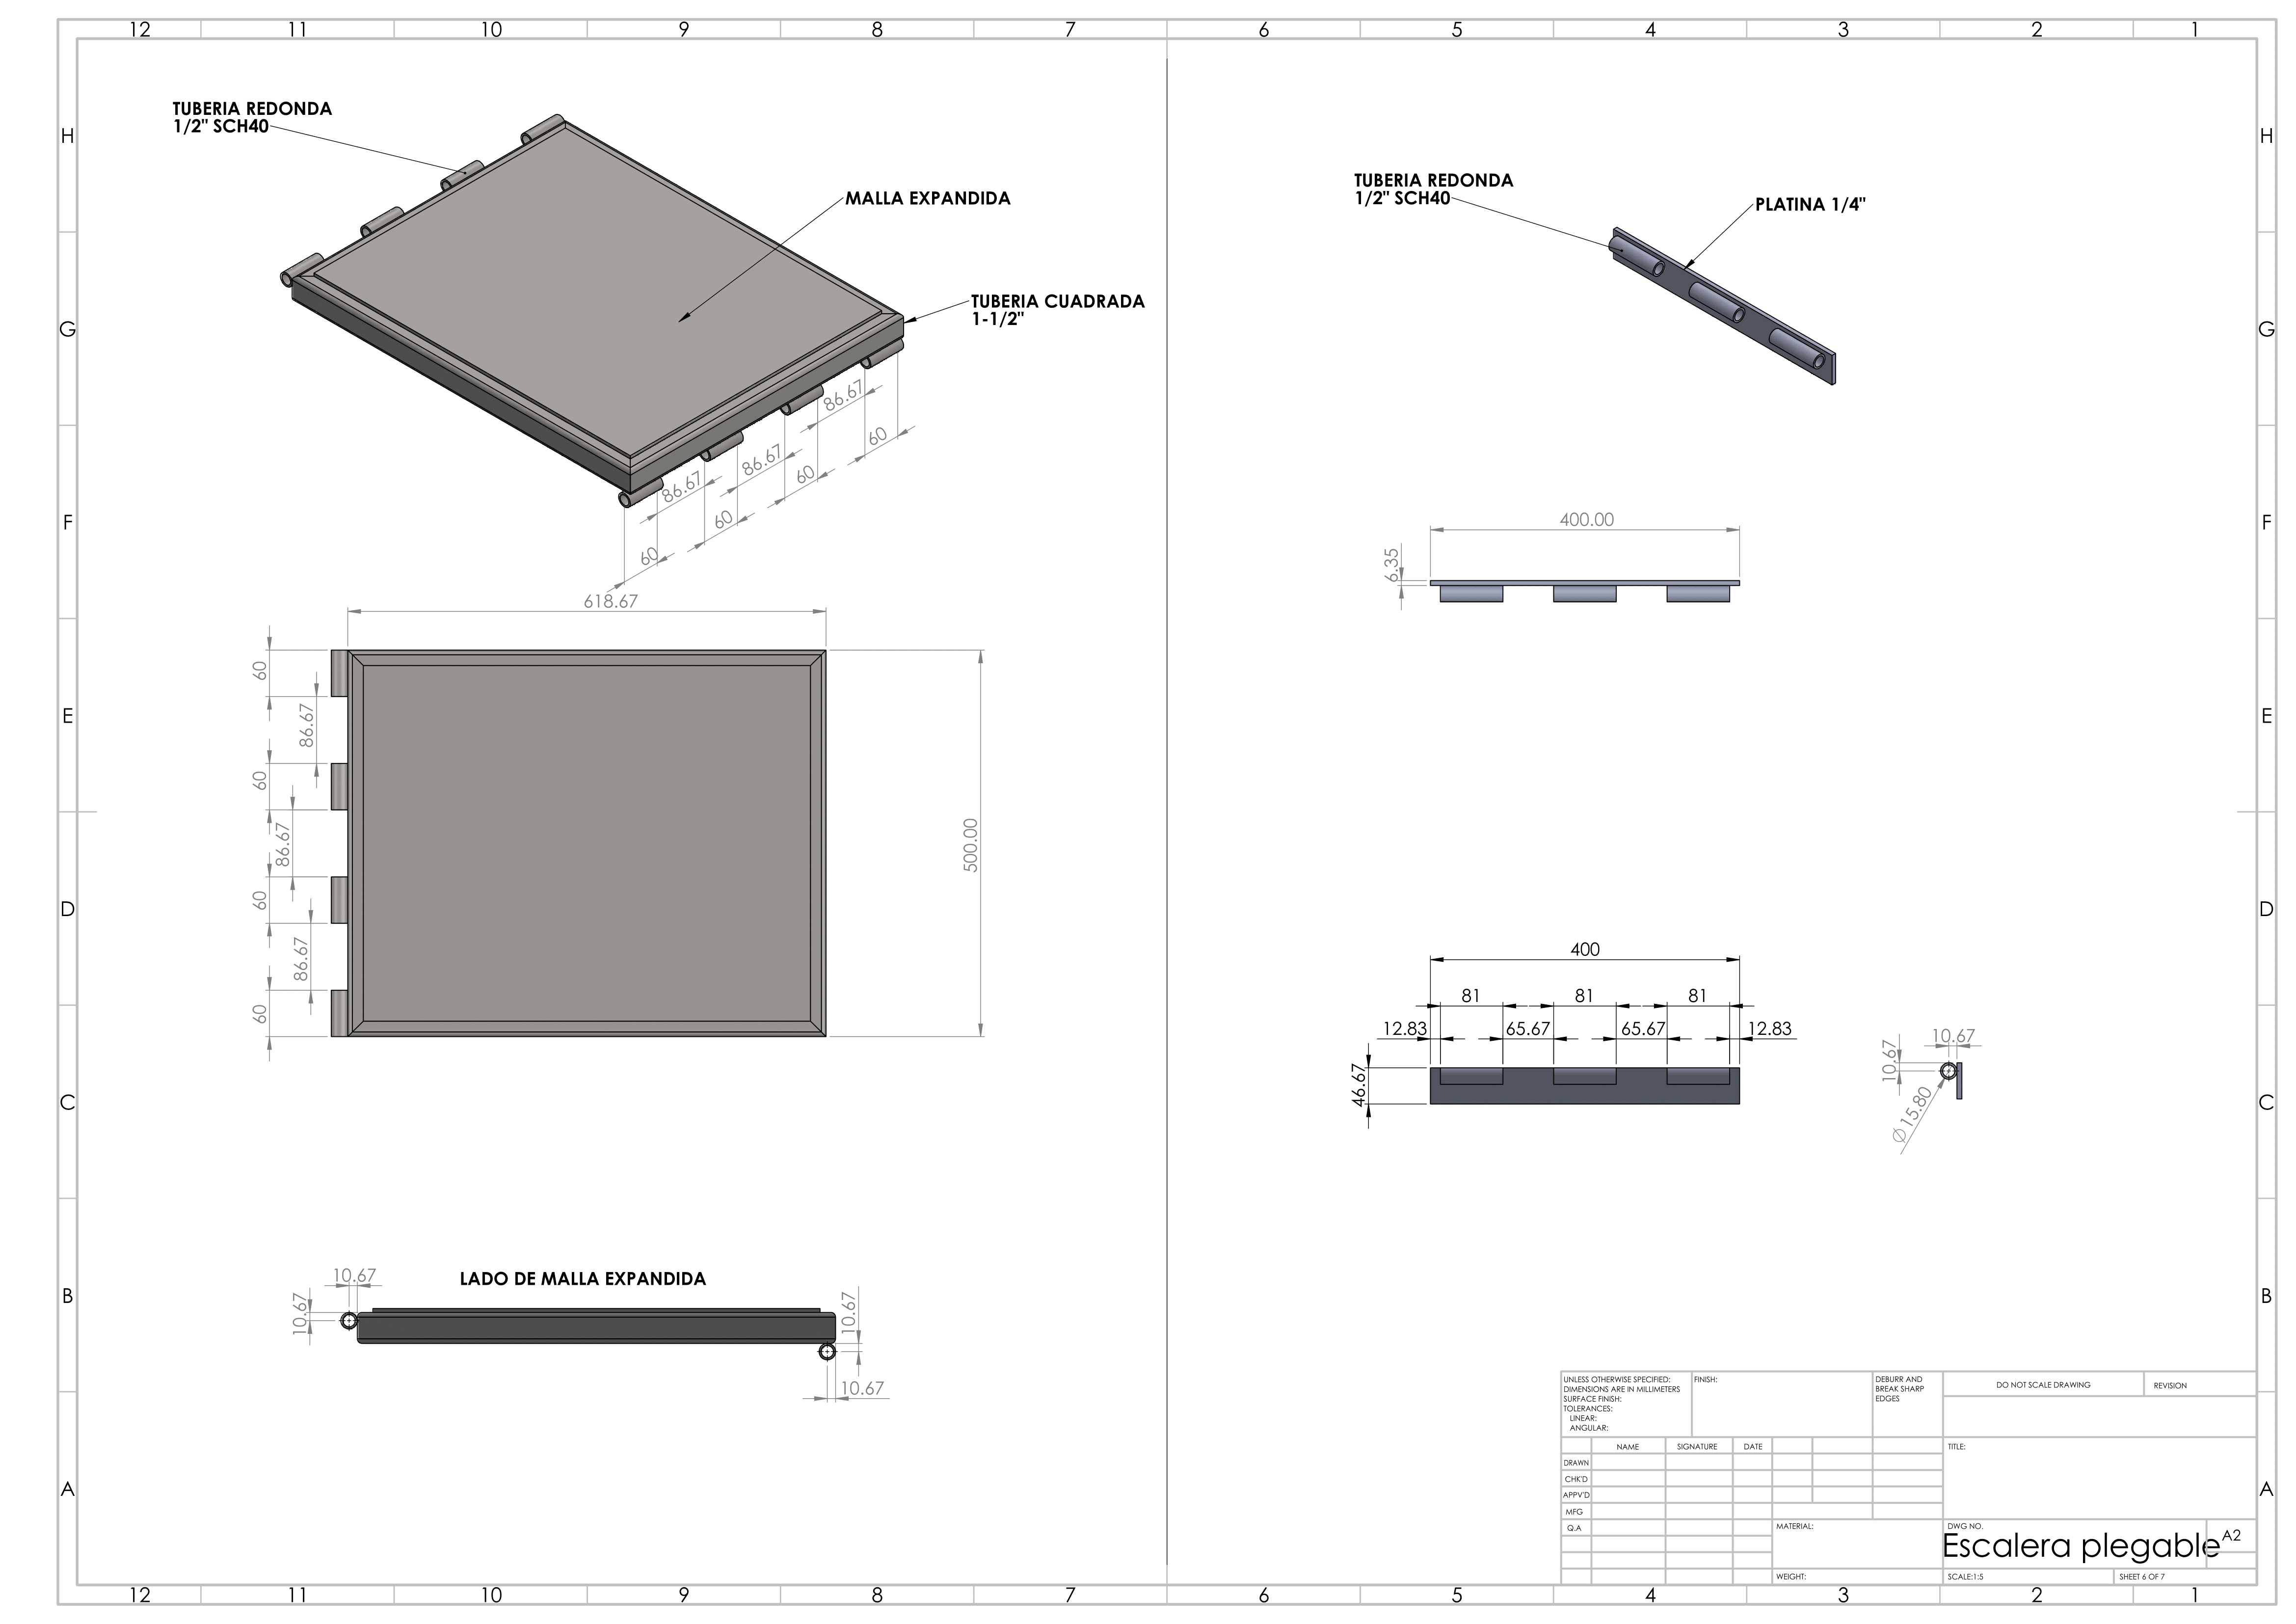 12 11 10 9 8 7 6 5 4 3 2 1
H
G
F
E
D
C
B
A
TUBERIA REDONDA
1/2" SCH40
MALLA EXPANDIDA
TUBERIA CUADRADA
1-1/2"
86.67
60
86.67
60
86.67
60
60
618.67
60
86.67
60
86.67
60
86.67
60
500.00
LADO DE MALLA EXPANDIDA
10.67
10.67
10.67
10.67
TUBERIA REDONDA
1/2" SCH40
PLATINA 1/4"
400.00
6.35
400
81 81 81
12.83 65.67 65.67 12.83
46.67
10.67
10.67
Ø15.80
H
G
F
E
D
C
B
A
UNLESS OTHERWISE SPECIFIED:
DIMENSIONS ARE IN MILLIMETERS
SURFACE FINISH:
TOLERANCES:
LINEAR:
ANGULAR:
FINISH:
DEBURR AND
BREAK SHARP
EDGES
DO NOT SCALE DRAWING
REVISION
NAME SIGNATURE DATE
DRAWN
CHK'D
APPV'D
MFG
Q.A
TITLE:
MATERIAL:
DWG NO.
Escalera plegable
A2
WEIGHT:
SCALE:1:5
SHEET 6 OF 7
12 11 10 9 8 7 6 5 4 3 2 1